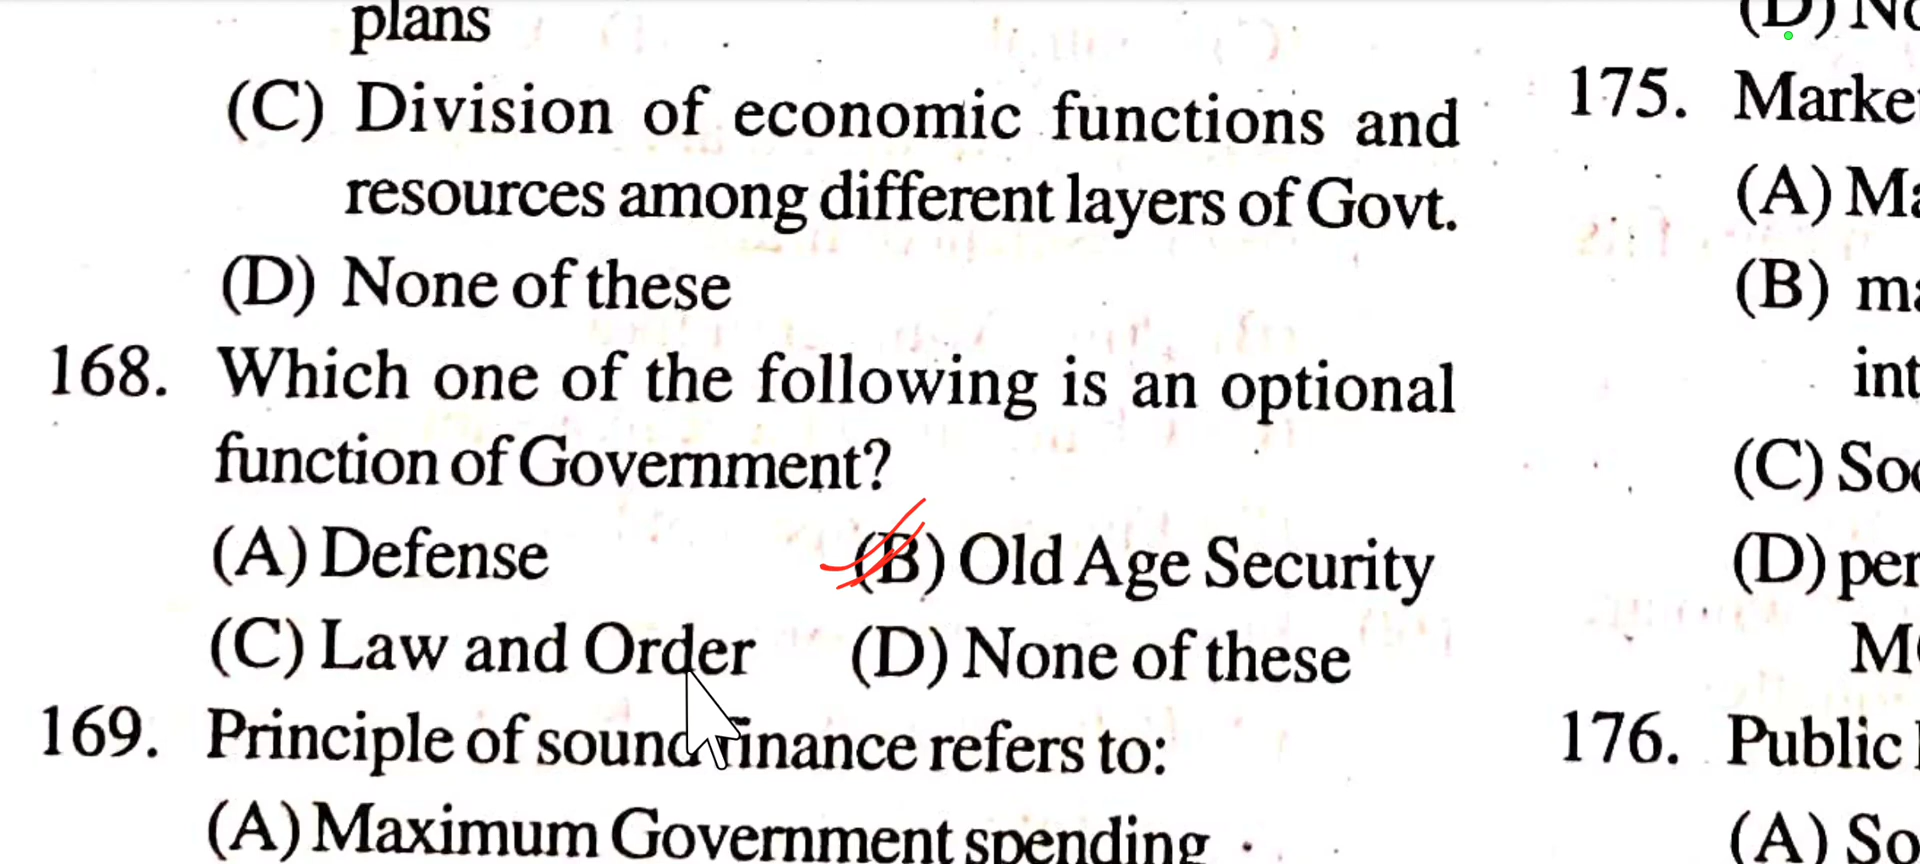 plans
(C) Division of economic functions and
resources among different layers of Govt.
(D) None of these
168. Which one of the following is an optional
function of Government?
(A) Defense (B) Old Age Security
(C) Law and Order (D) None of these
169. Principle of sound finance refers to:
(A) Maximum Government spending
(D) No
175. Marke
(A) Ma
(B) ma
int
(C) Soc
(D) per
M
176. Public
(A) So